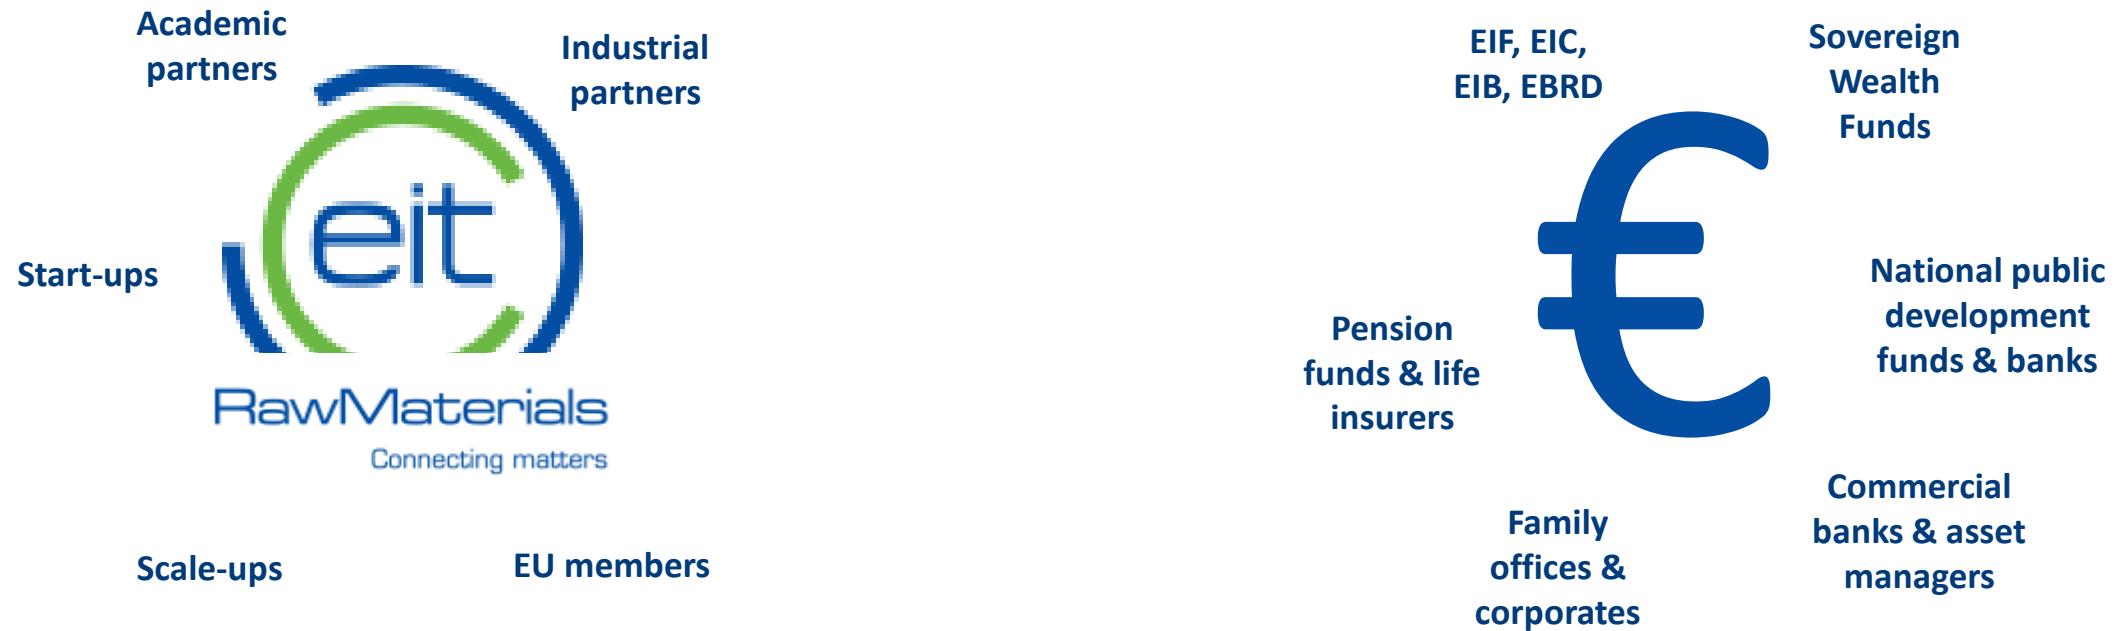 Academic
partners
Industrial
partners
eit
Start-ups
RawMaterials
Connecting matters
Scale-ups
EU members
EIF, EIC,
EIB, EBRD
Sovereign
Wealth
Funds
€
National public
development
funds & banks
Pension
funds & life
insurers
Commercial
banks & asset
managers
Family
offices &
corporates